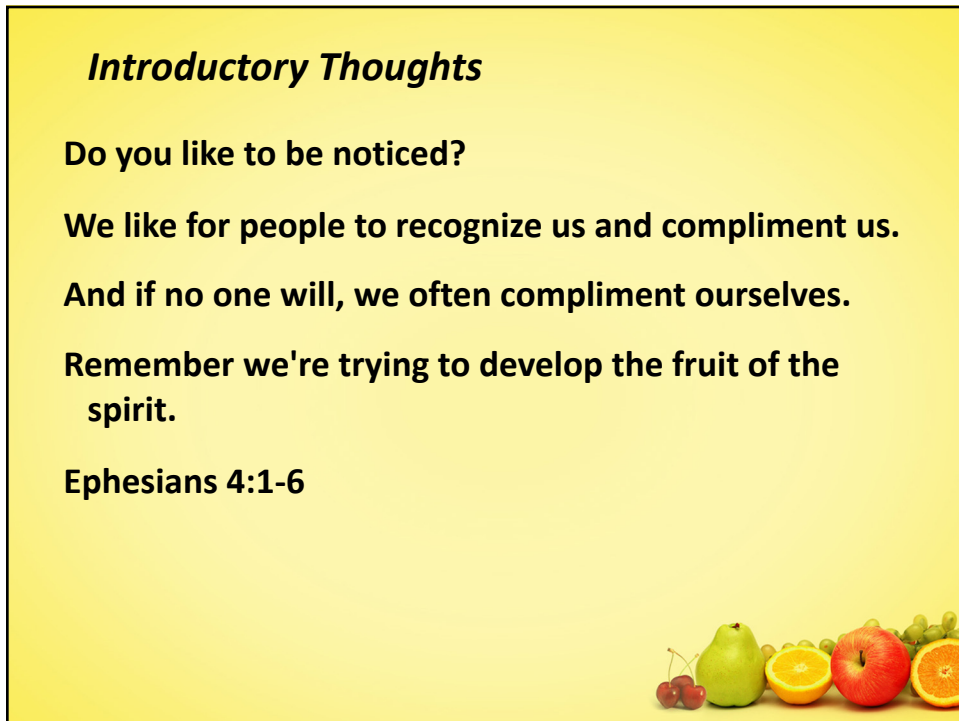 Introductory Thoughts
Do you like to be noticed?
We like for people to recognize us and compliment us.
And if no one will, we often compliment ourselves.
Remember we're trying to develop the fruit of the
spirit.
Ephesians 4:1-6